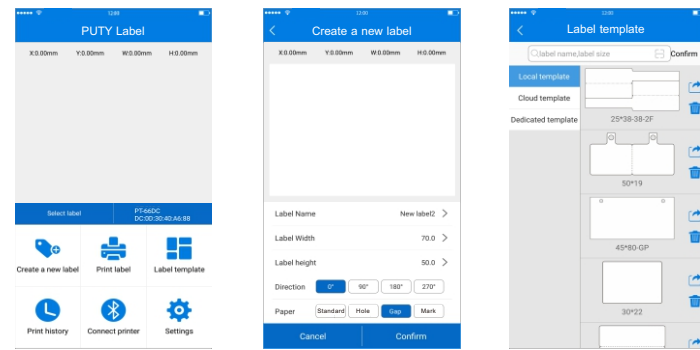 12:00
PUTY Label
X:0.00mm Y:0.00mm W:0.00mm H:0.00mm
Select label
PT-66DC
DC:0D:30:40:A6:88
Create a new label Print label Label template
Print history Connect printer Settings
12:00
Create a new label
X:0.00mm Y:0.00mm W:0.00mm H:0.00mm
Label Name New label2
Label Width 70.0
Label height 50.0
Direction 0° 90° 180° 270°
Paper Standard Hole Gap Mark
Cancel Confirm
12:00
Label template
label name,label size Confirm
Local template
Cloud template
Dedicated template
25*38-38-2F
50*19
45*80-GP
30*22